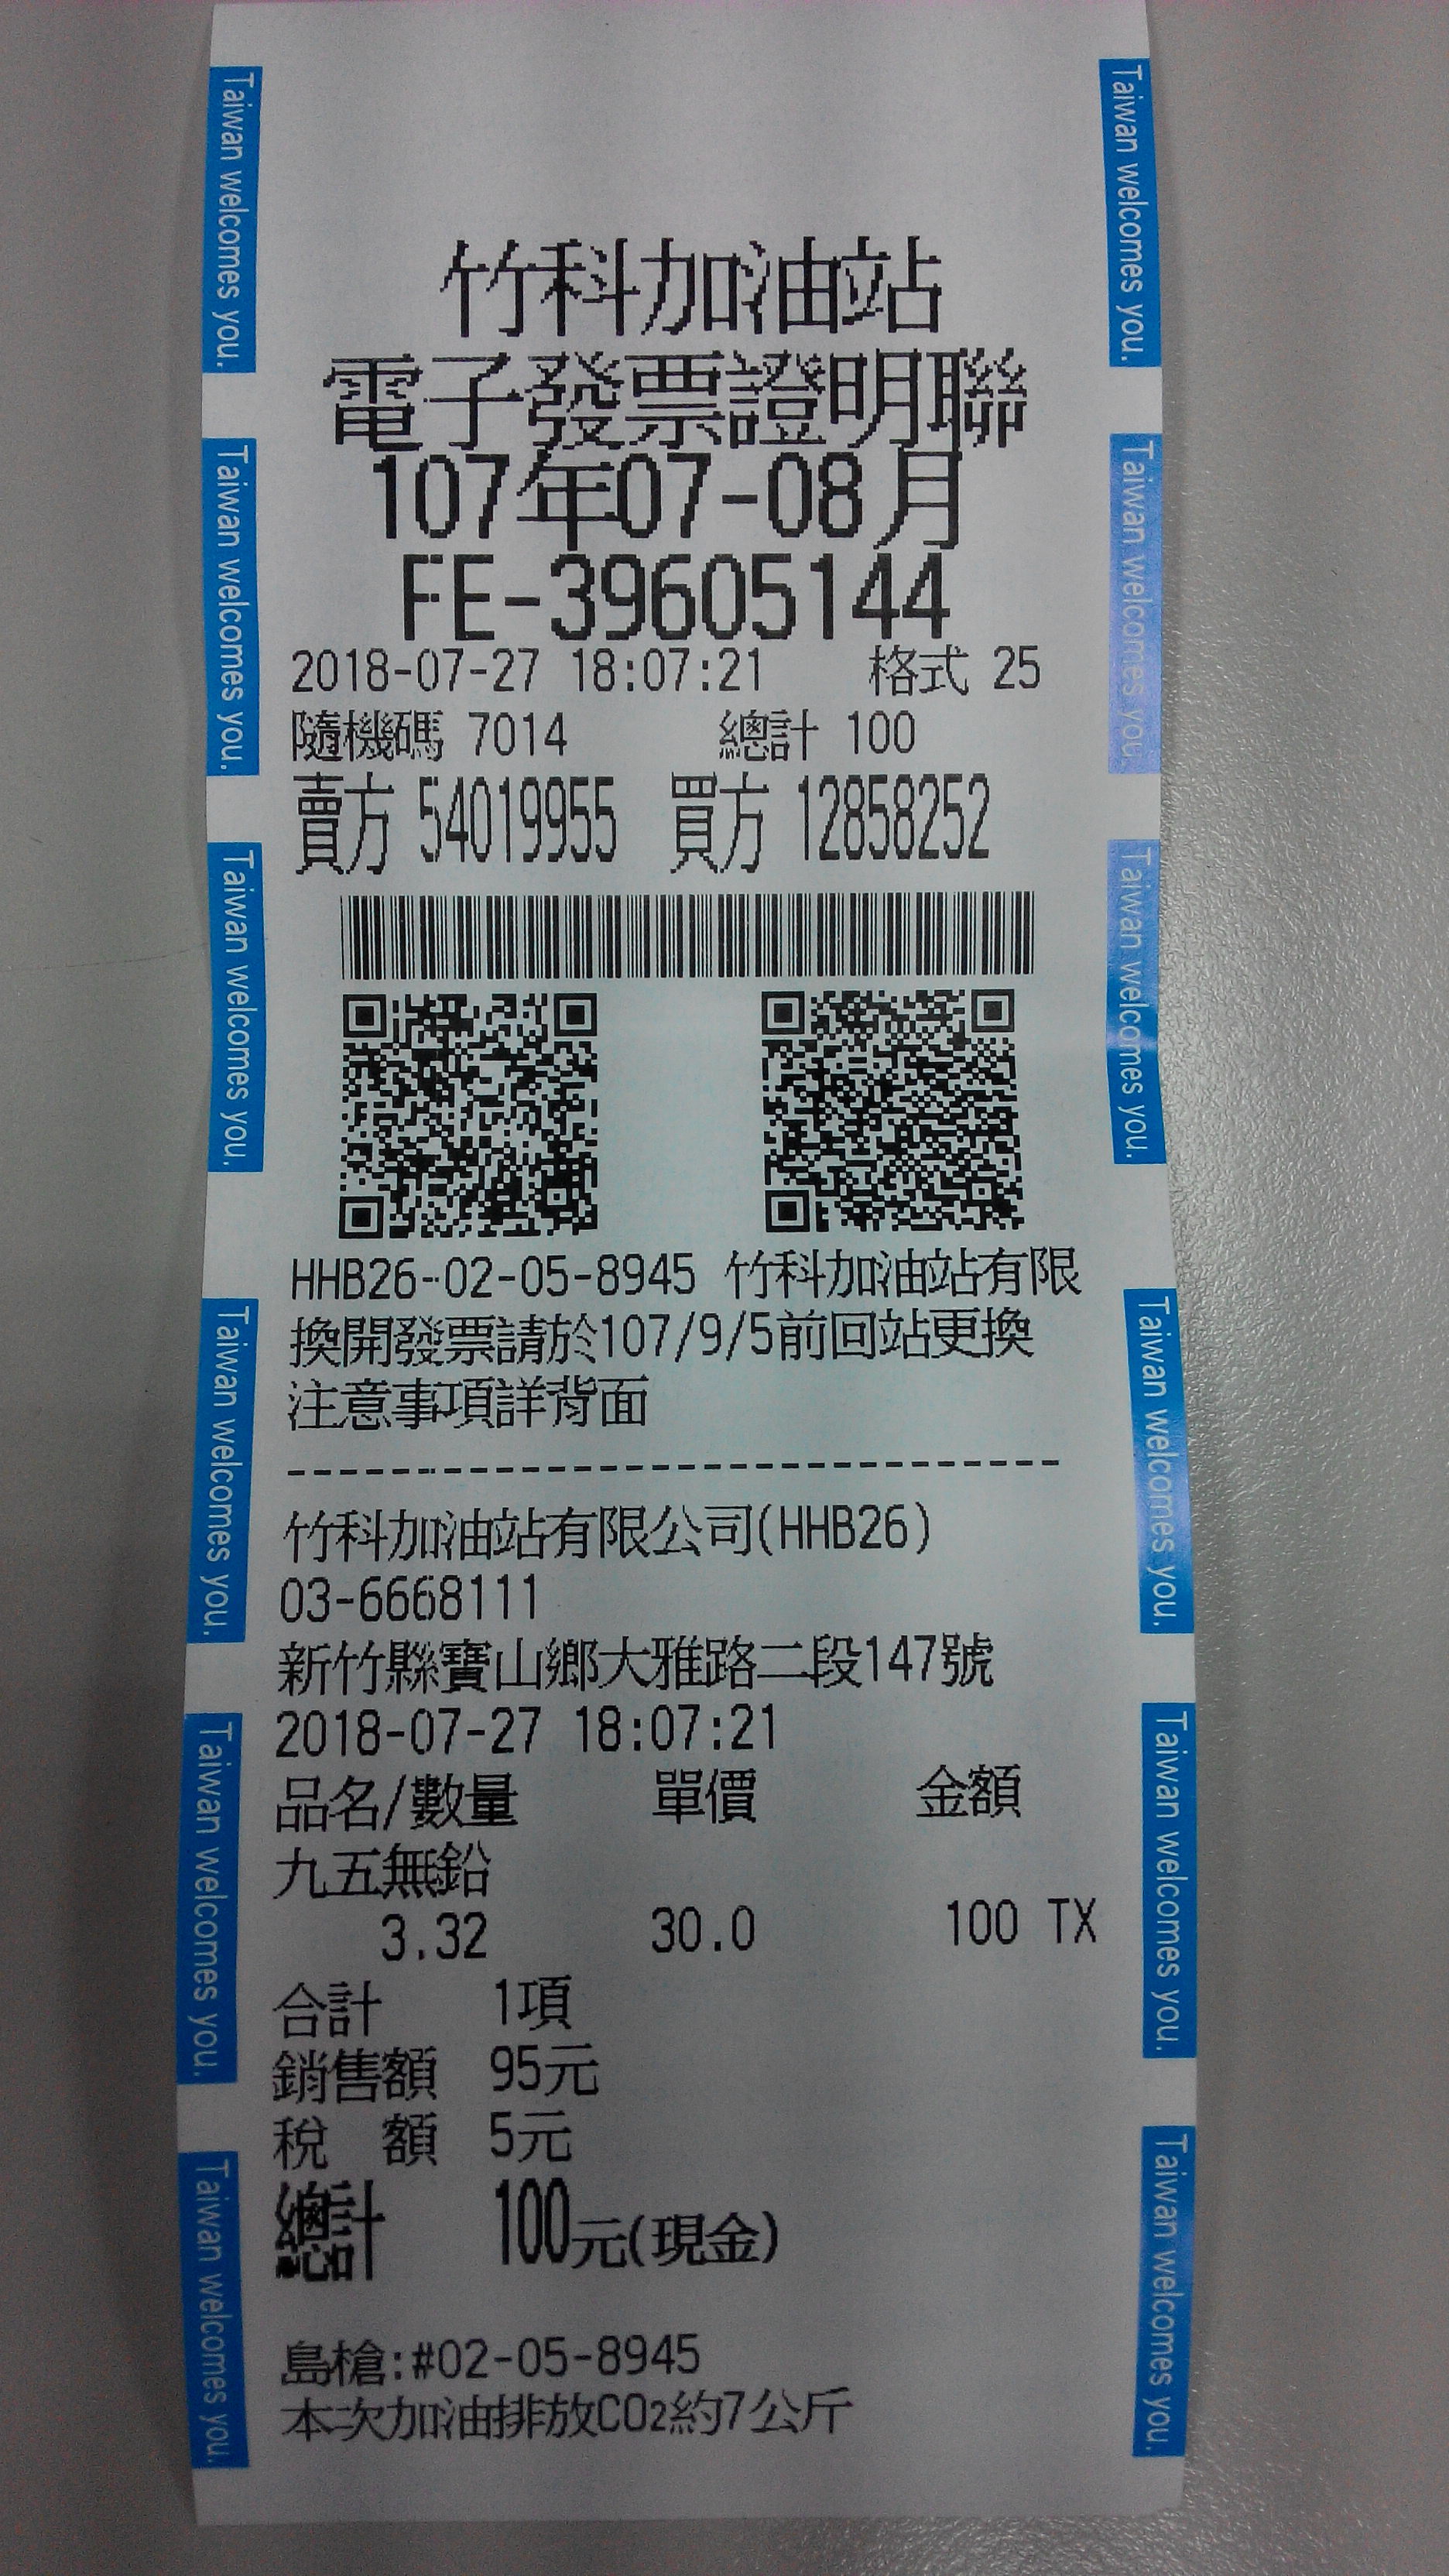 竹科加油站
電子發票證明聯
107年07-08月
FE-39605144
2018-07-27 18:07:21 格式 25
隨機碼 7014 總計 100
賣方 54019955 買方 12858252
HHB26-02-05-8945 竹科加油站有限
換開發票請於107/9/5前回站更換
注意事項詳背面
------------------------------
竹科加油站有限公司(HHB26)
03-6668111
新竹縣寶山鄉大雅路二段147號
2018-07-27 18:07:21
品名/數量 單價 金額
九五無鉛
3.32 30.0 100 TX
合計 1項
銷售額 95元
稅 額 5元
總計 100元(現金)
島槍:#02-05-8945
本次加油排放CO2約7公斤
Taiwan welcomes you.
Taiwan welcomes you.
Taiwan welcomes you.
Taiwan welcomes you.
Taiwan welcomes you.
Taiwan welcomes you.
Taiwan welcomes you.
Taiwan welcomes you.
Taiwan welcomes you.
Taiwan welcomes you.
Taiwan welcomes you.
Taiwan welcomes you.